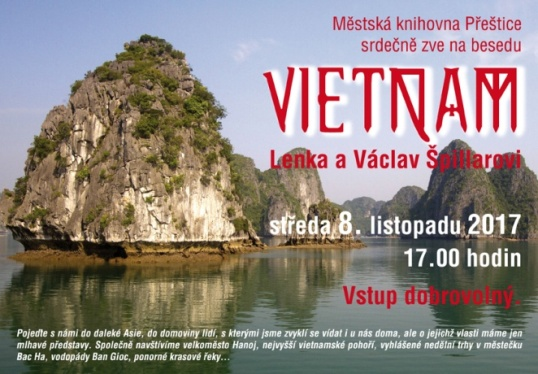 Městská knihovna Přeštice
srdečně zve na besedu
VIETNAM
Lenka a Václav Špillarovi
středa 8. listopadu 2017
17.00 hodin
Vstup dobrovolný.
Pojeďte s námi do daleké Asie, do domoviny lidí, s kterými jsme zvyklí se vídat i u nás doma, ale o jejichž vlasti máme jen
mlhavé představy. Společně navštívíme velkoměsto Hanoj, nejvyšší vietnamské pohoří, vyhlášené nedělní trhy v městečku
Bac Ha, vodopády Ban Gioc, ponorné krasové řeky…